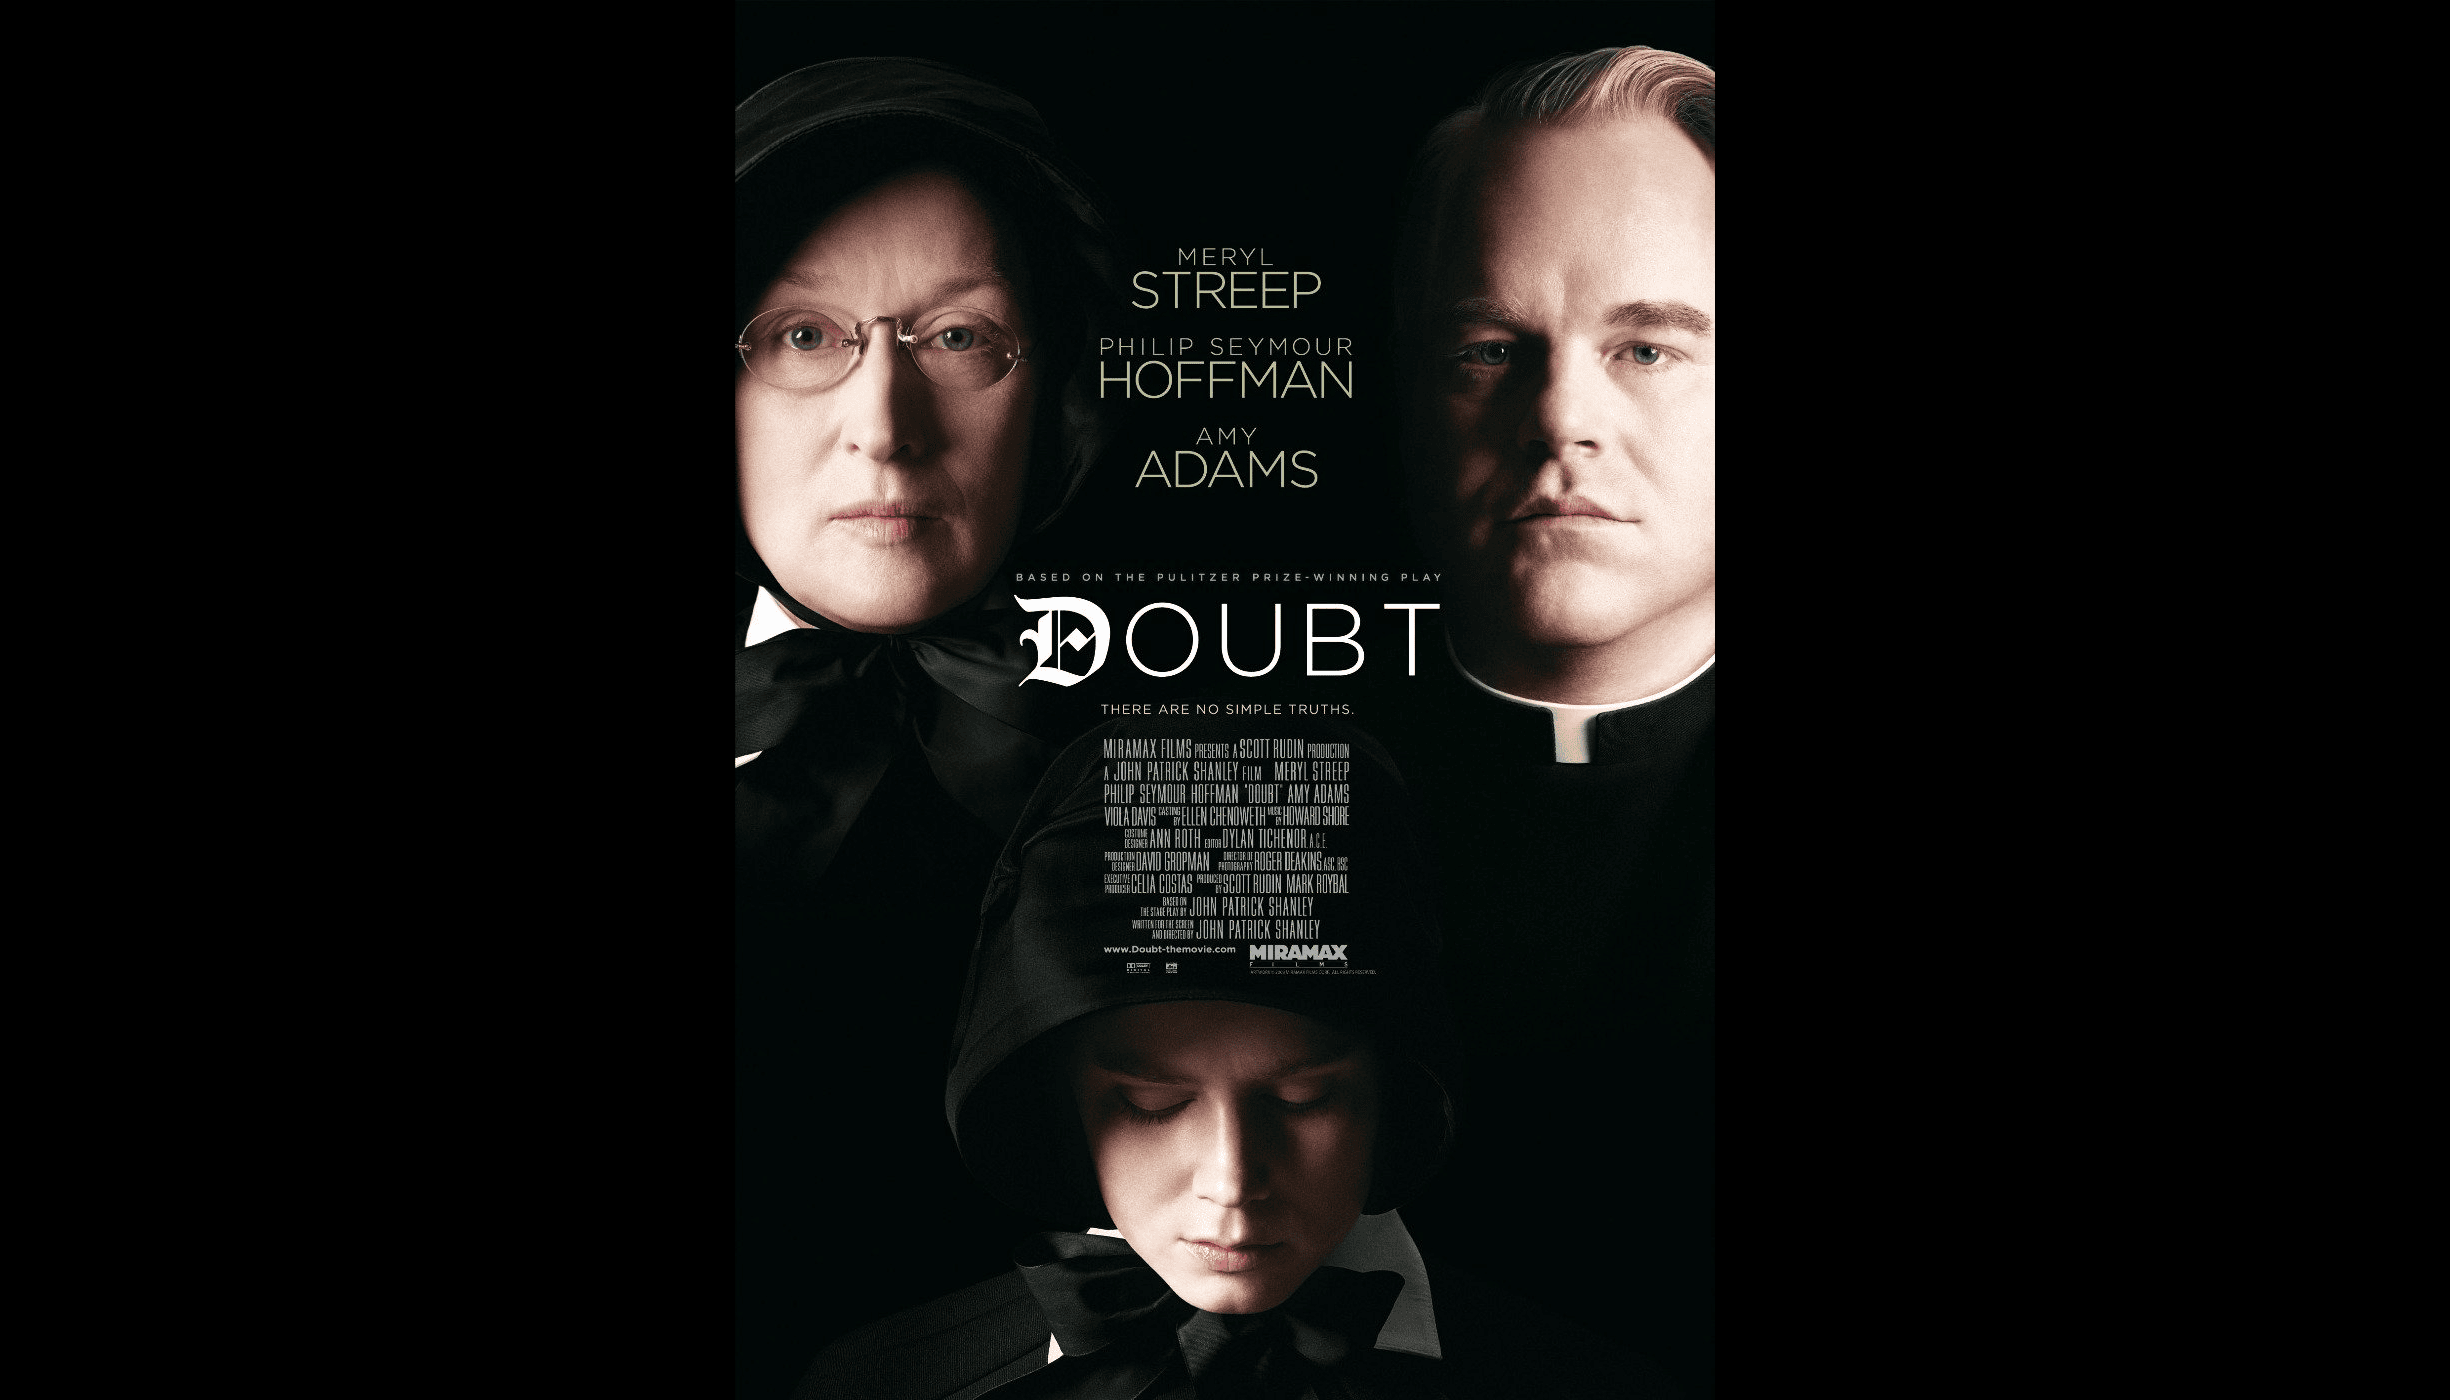 MERYL
STREEP
PHILIP SEYMOUR
HOFFMAN
AMY
ADAMS
BASED ON THE PULITZER PRIZE-WINNING PLAY
DOUBT
THERE ARE NO SIMPLE TRUTHS.
MIRAMAX FILMS PRESENTS A SCOTT RUDIN PRODUCTION
A JOHN PATRICK SHANLEY FILM MERYL STREEP
PHILIP SEYMOUR HOFFMAN "DOUBT" AMY ADAMS
VIOLA DAVIS CASTING BY ELLEN CHENOWETH MUSIC BY HOWARD SHORE
COSTUME DESIGNER ANN ROTH EDITOR DYLAN TICHENOR A.C.E.
PRODUCTION DESIGNER DAVID GROPMAN DIRECTOR OF PHOTOGRAPHY ROGER DEAKINS, ASC, BSC
EXECUTIVE PRODUCER CELIA COSTAS PRODUCED BY SCOTT RUDIN MARK ROYBAL
BASED ON THE STAGE PLAY BY JOHN PATRICK SHANLEY
WRITTEN FOR THE SCREEN AND DIRECTED BY JOHN PATRICK SHANLEY
www.Doubt-themovie.com MIRAMAX
FILMS